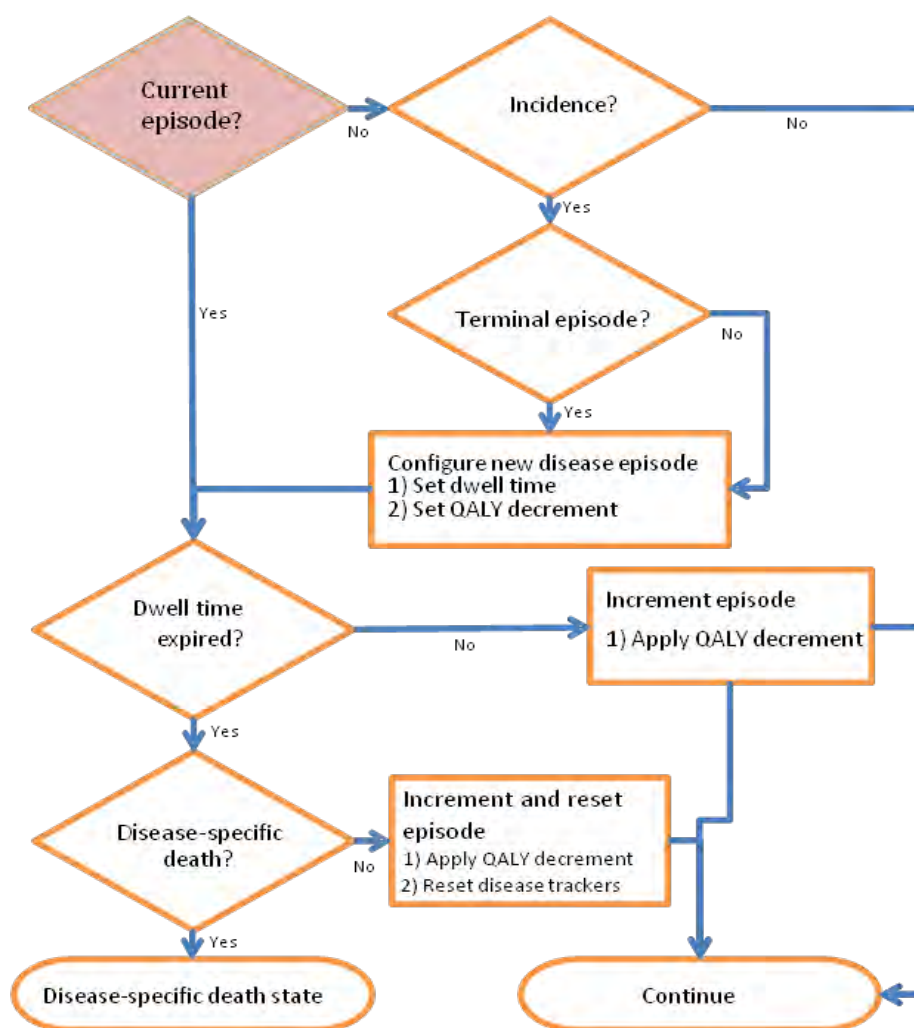 Current
episode?
No
Incidence?
No
Yes
Terminal episode?
No
Yes
Yes
Configure new disease episode
1) Set dwell time
2) Set QALY decrement
Dwell time
expired?
No
Increment episode
1) Apply QALY decrement
Yes
Disease-specific
death?
No
Increment and reset
episode
1) Apply QALY decrement
2) Reset disease trackers
Yes
Disease-specific death state
Continue